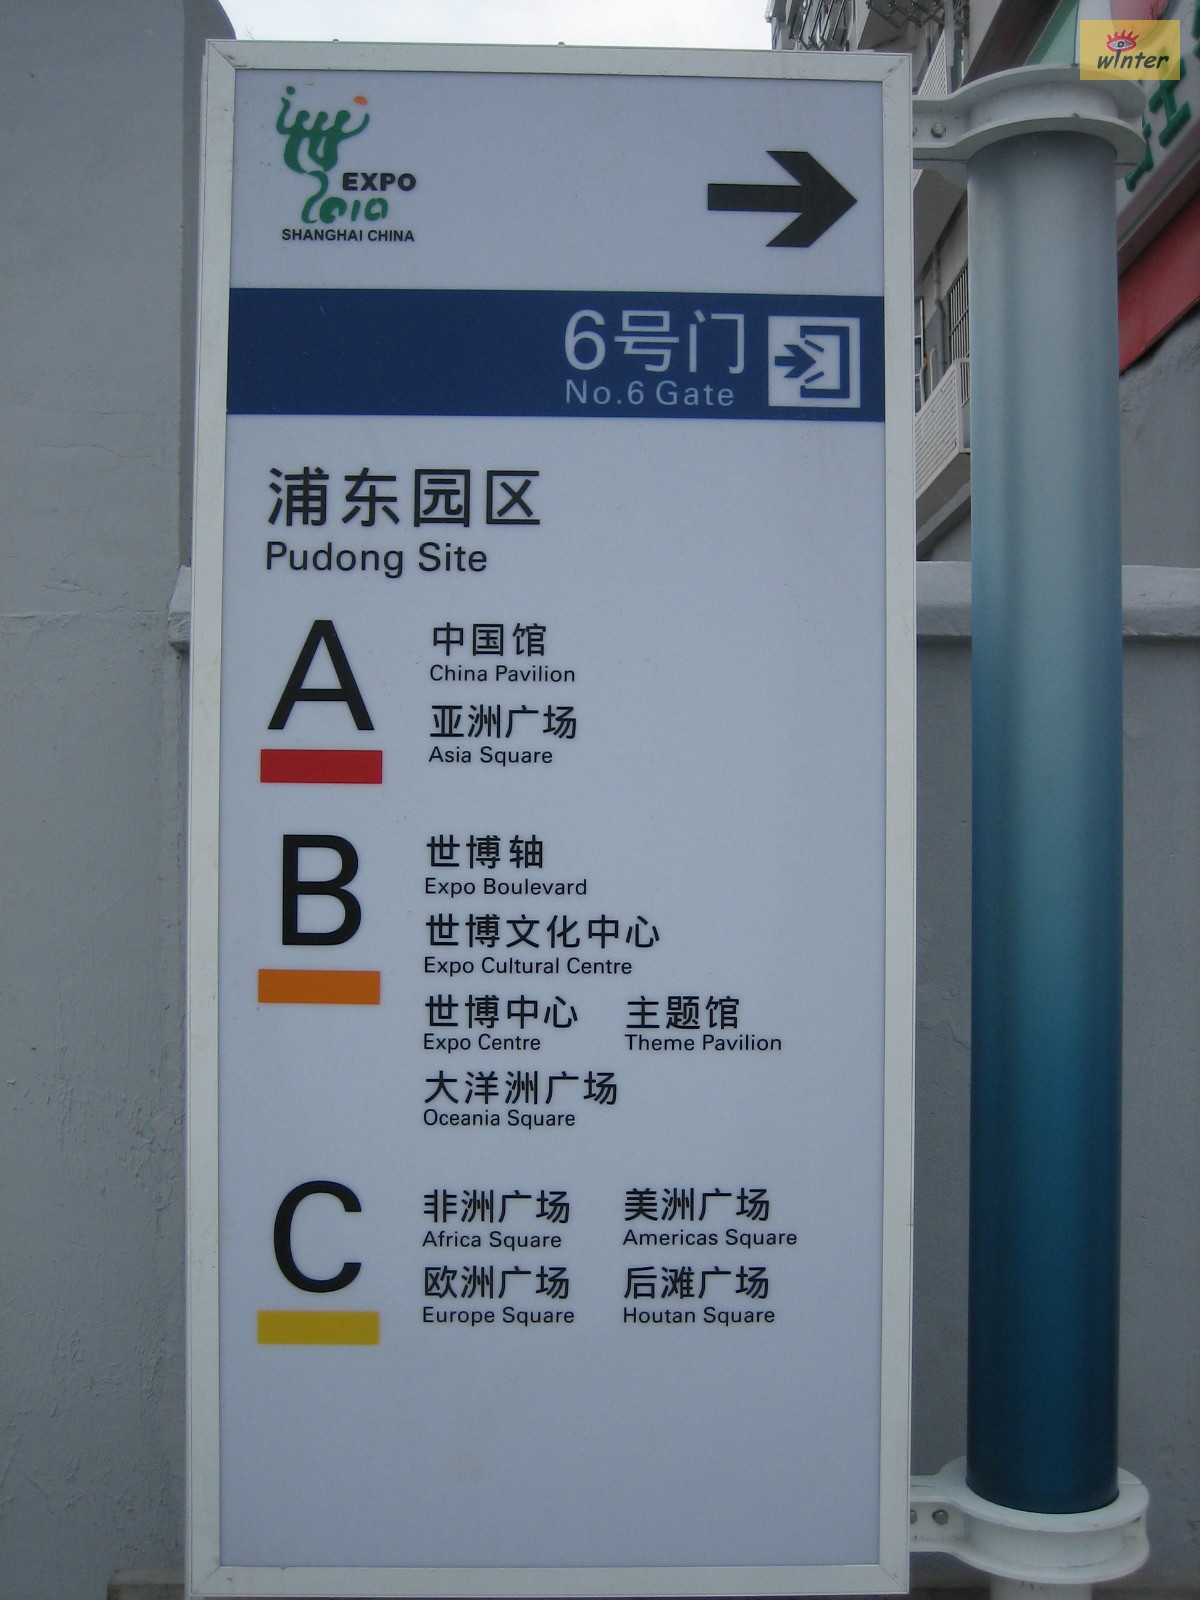 winter
EXPO
2010
SHANGHAI CHINA
6号门
No.6 Gate
浦东园区
Pudong Site
A
中国馆
China Pavilion
亚洲广场
Asia Square
B
世博轴
Expo Boulevard
世博文化中心
Expo Cultural Centre
世博中心 主题馆
Expo Centre Theme Pavilion
大洋洲广场
Oceania Square
C
非洲广场 美洲广场
Africa Square Americas Square
欧洲广场 后滩广场
Europe Square Houtan Square